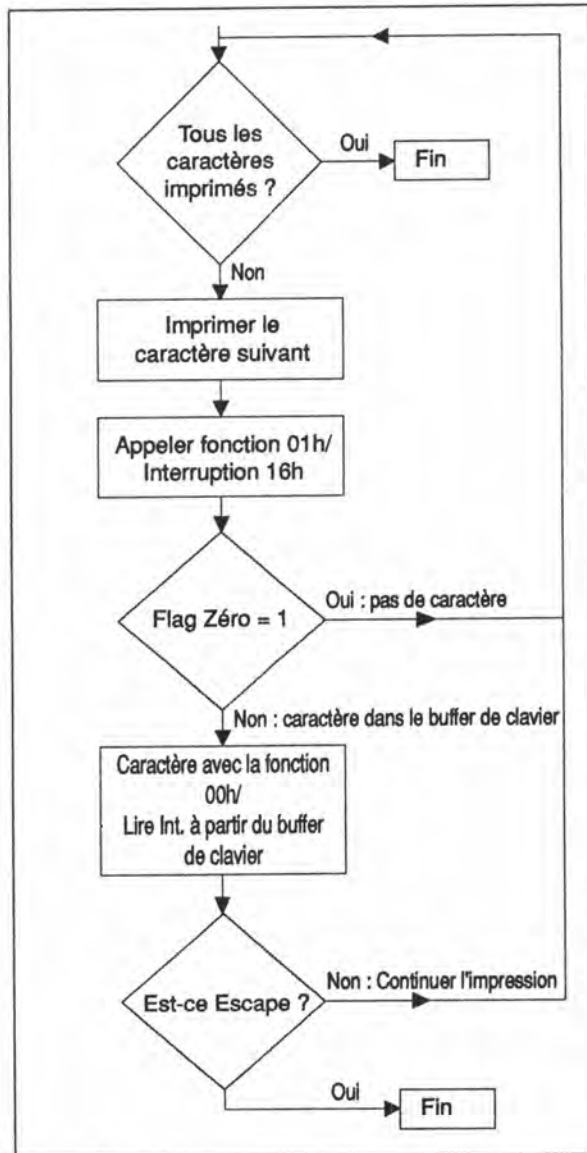 Tous les
caractères
imprimés ?
Oui
Fin
Non
Imprimer le
caractère suivant
Appeler fonction 01h/
Interruption 16h
Flag Zéro = 1
Oui : pas de caractère
Non : caractère dans le buffer de clavier
Caractère avec la fonction
00h/
Lire Int. à partir du buffer
de clavier
Est-ce Escape ?
Non : Continuer l'impression
Oui
Fin